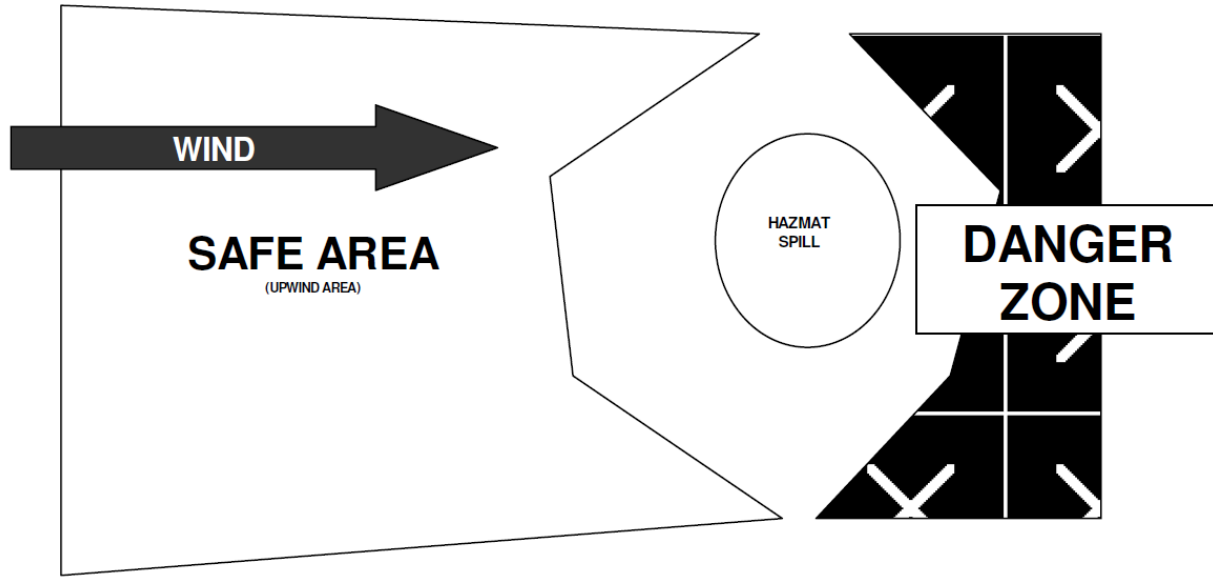 WIND
SAFE AREA
(UPWIND AREA)
HAZMAT
SPILL
DANGER
ZONE